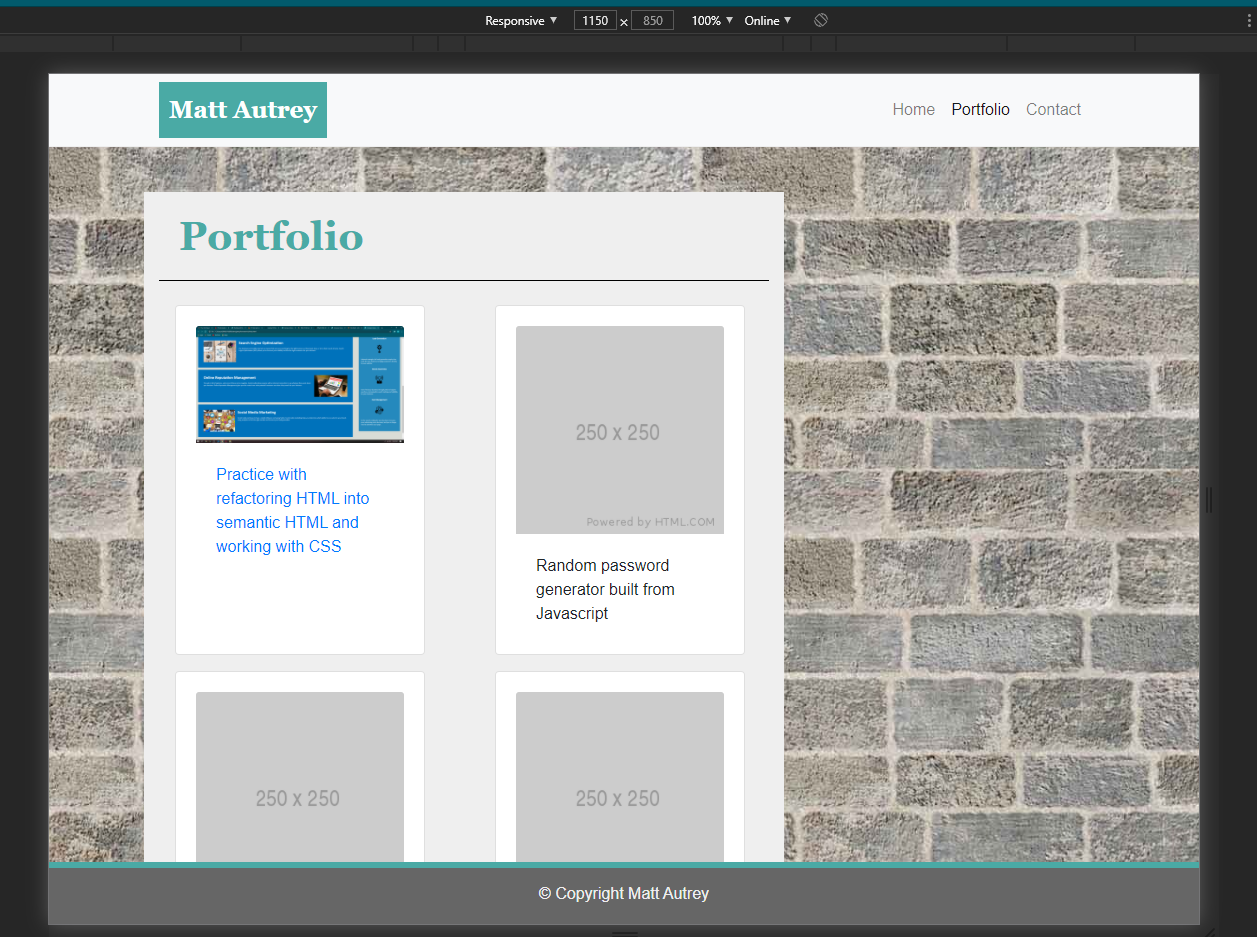 Responsive ▼ 1150 x 850 100% ▼ Online ▼
Matt Autrey
Home Portfolio Contact
Portfolio
Search Engine Optimization
Online Reputation Management
Social Media Marketing
Practice with
refactoring HTML into
semantic HTML and
working with CSS
250 x 250
Powered by HTML.COM
Random password
generator built from
Javascript
250 x 250
250 x 250
© Copyright Matt Autrey